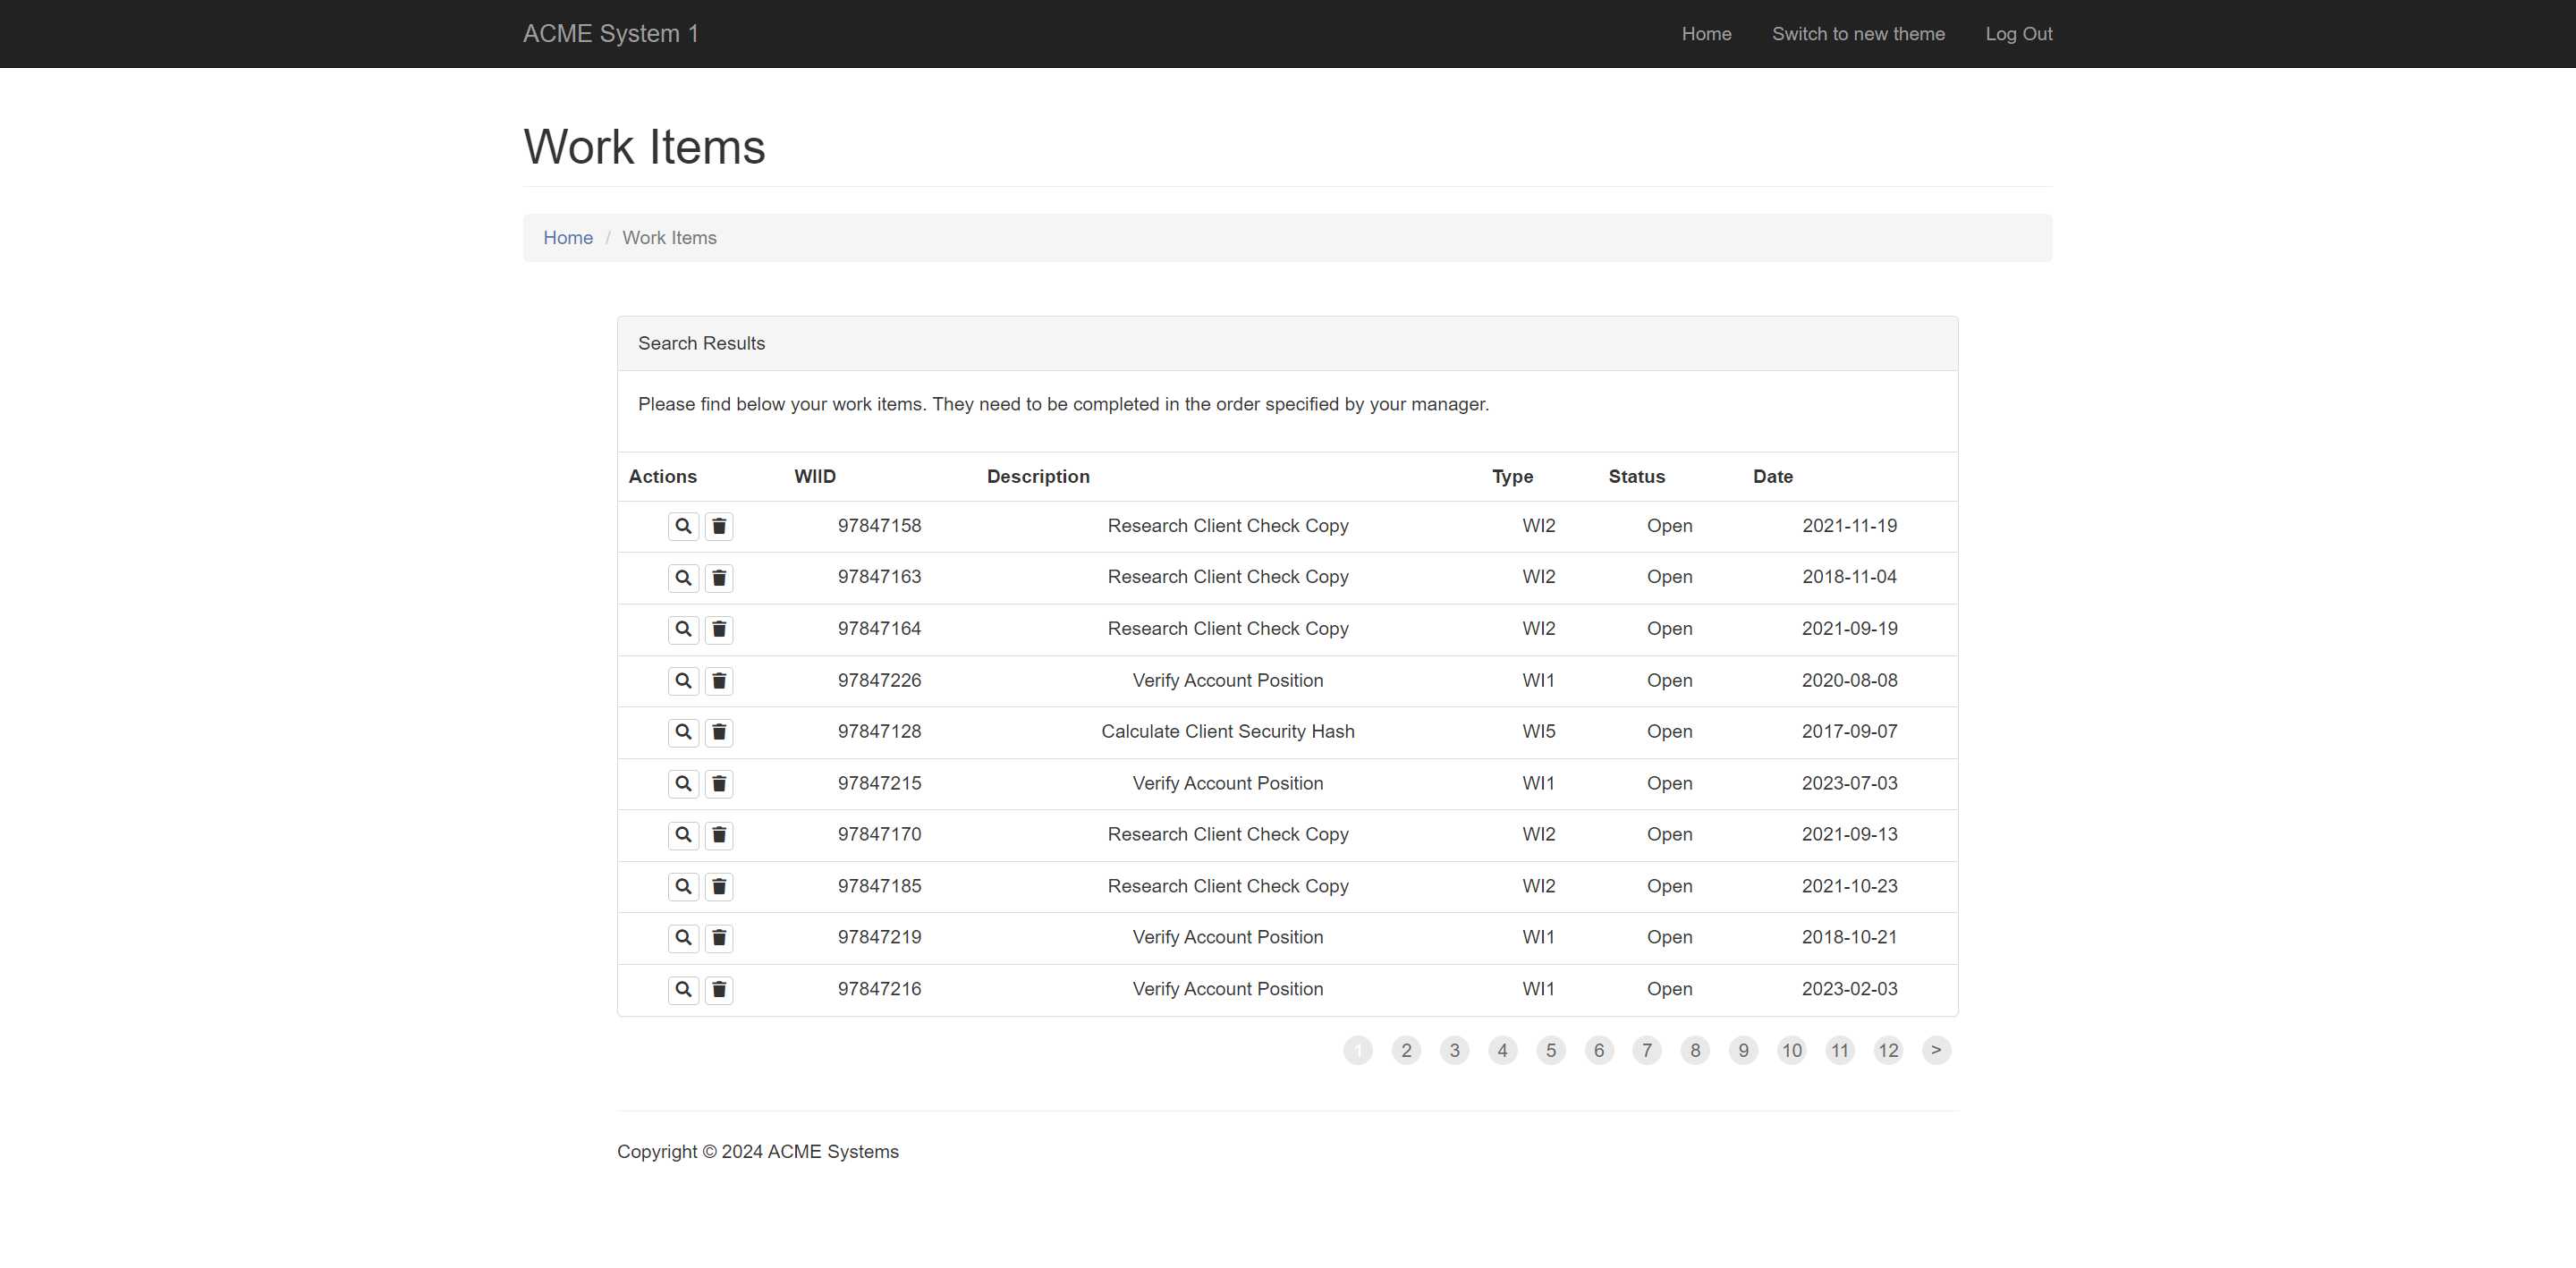 ACME System 1 Home Switch to new theme Log Out
Work Items
Home / Work Items
Search Results
Please find below your work items. They need to be completed in the order specified by your manager.
Actions WIID Description Type Status Date
97847158 Research Client Check Copy WI2 Open 2021-11-19
97847163 Research Client Check Copy WI2 Open 2018-11-04
97847164 Research Client Check Copy WI2 Open 2021-09-19
97847226 Verify Account Position WI1 Open 2020-08-08
97847128 Calculate Client Security Hash WI5 Open 2017-09-07
97847215 Verify Account Position WI1 Open 2023-07-03
97847170 Research Client Check Copy WI2 Open 2021-09-13
97847185 Research Client Check Copy WI2 Open 2021-10-23
97847219 Verify Account Position WI1 Open 2018-10-21
97847216 Verify Account Position WI1 Open 2023-02-03
1 2 3 4 5 6 7 8 9 10 11 12 >
Copyright © 2024 ACME Systems